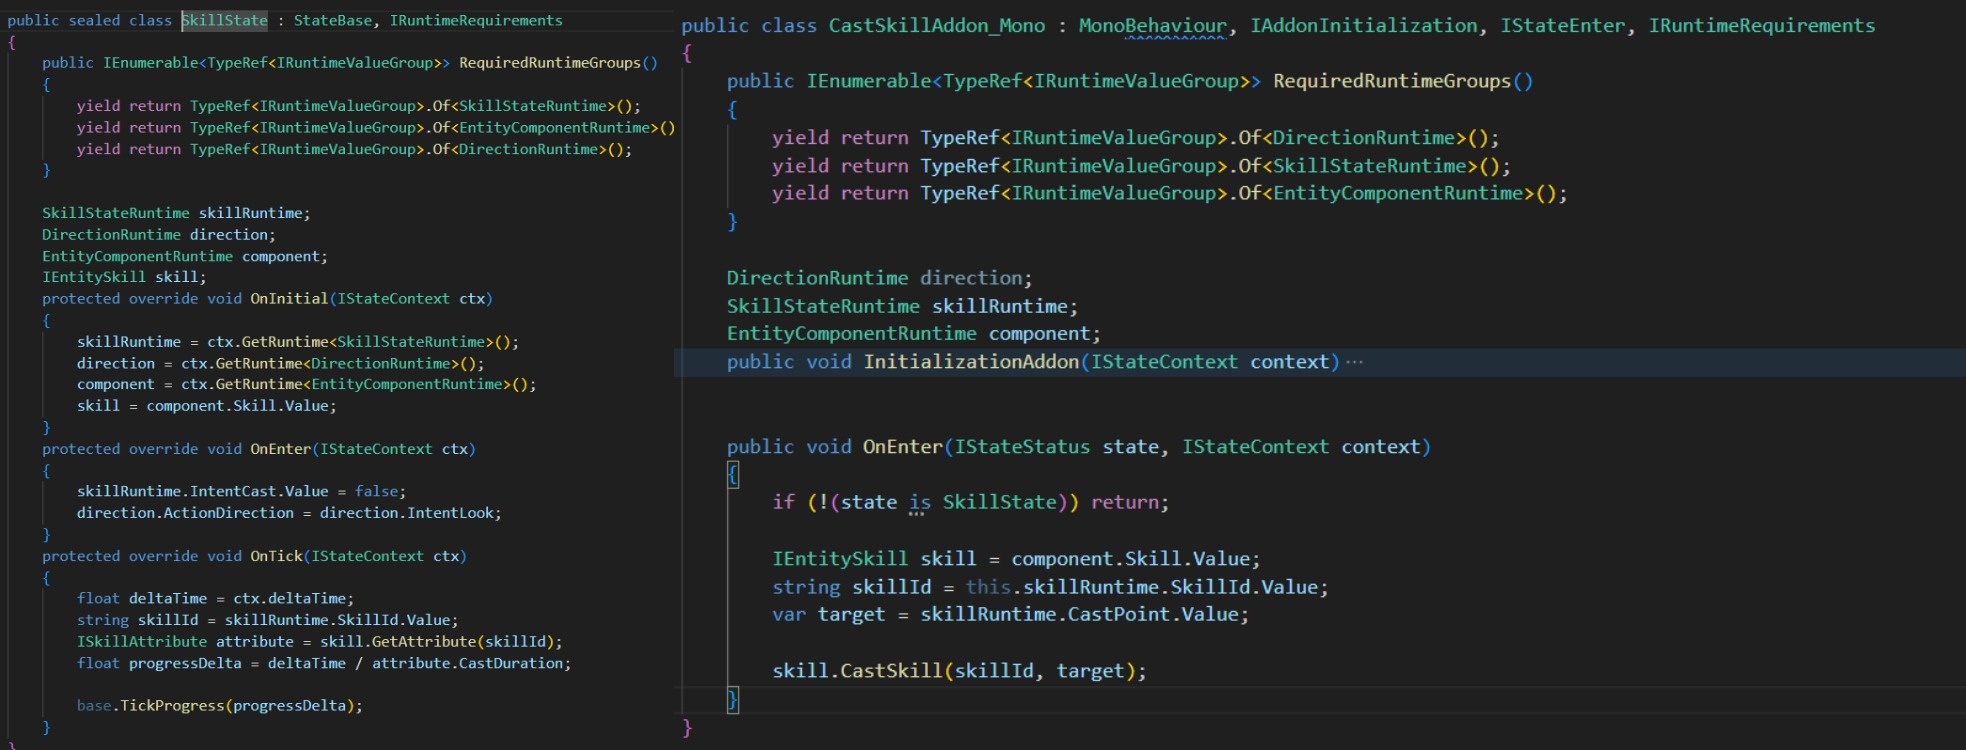 public sealed class SkillState : StateBase, IRuntimeRequirements
{
    public IEnumerable<TypeRef<IRuntimeValueGroup>> RequiredRuntimeGroups()
    {
        yield return TypeRef<IRuntimeValueGroup>.Of<SkillStateRuntime>();
        yield return TypeRef<IRuntimeValueGroup>.Of<EntityComponentRuntime>()
        yield return TypeRef<IRuntimeValueGroup>.Of<DirectionRuntime>();
    }

    SkillStateRuntime skillRuntime;
    DirectionRuntime direction;
    EntityComponentRuntime component;
    IEntitySkill skill;
    protected override void OnInitial(IStateContext ctx)
    {
        skillRuntime = ctx.GetRuntime<SkillStateRuntime>();
        direction = ctx.GetRuntime<DirectionRuntime>();
        component = ctx.GetRuntime<EntityComponentRuntime>();
        skill = component.Skill.Value;
    }
    protected override void OnEnter(IStateContext ctx)
    {
        skillRuntime.IntentCast.Value = false;
        direction.ActionDirection = direction.IntentLook;
    }
    protected override void OnTick(IStateContext ctx)
    {
        float deltaTime = ctx.deltaTime;
        string skillId = skillRuntime.SkillId.Value;
        ISkillAttribute attribute = skill.GetAttribute(skillId);
        float progressDelta = deltaTime / attribute.CastDuration;

        base.TickProgress(progressDelta);
    }
}
public class CastSkillAddon_Mono : MonoBehaviour, IAddonInitialization, IStateEnter, IRuntimeRequirements
{
    public IEnumerable<TypeRef<IRuntimeValueGroup>> RequiredRuntimeGroups()
    {
        yield return TypeRef<IRuntimeValueGroup>.Of<DirectionRuntime>();
        yield return TypeRef<IRuntimeValueGroup>.Of<SkillStateRuntime>();
        yield return TypeRef<IRuntimeValueGroup>.Of<EntityComponentRuntime>();
    }

    DirectionRuntime direction;
    SkillStateRuntime skillRuntime;
    EntityComponentRuntime component;
    public void InitializationAddon(IStateContext context)···

    public void OnEnter(IStateStatus state, IStateContext context)
    {
        if (!(state is SkillState)) return;

        IEntitySkill skill = component.Skill.Value;
        string skillId = this.skillRuntime.SkillId.Value;
        var target = skillRuntime.CastPoint.Value;

        skill.CastSkill(skillId, target);
    }
}